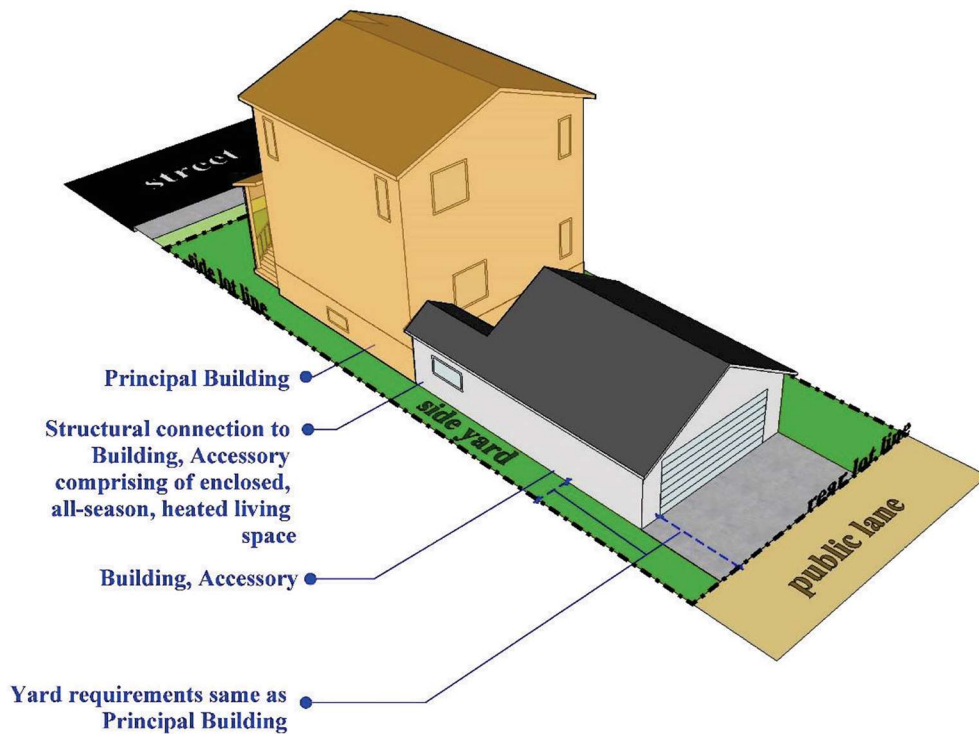 street
side lot line
Principal Building
Structural connection to
Building, Accessory
comprising of enclosed,
all-season, heated living
space
side yard
Building, Accessory
rear lot line
public lane
Yard requirements same as
Principal Building